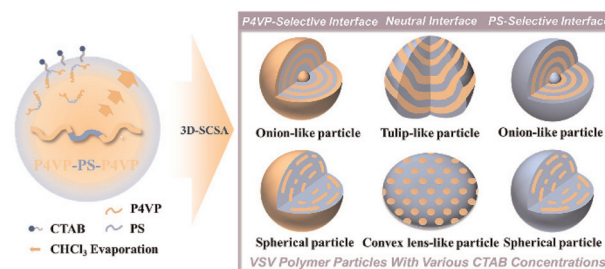 P4VP-Selective Interface Neutral Interface PS-Selective Interface
CTAB
P4VP-PS-P4VP
3D-SCSA
Onion-like particle Tulip-like particle Onion-like particle
P4VP
CTAB PS
CHCl₃ Evaporation
Spherical particle Convex lens-like particle Spherical particle
VSV Polymer Particles With Various CTAB Concentrations